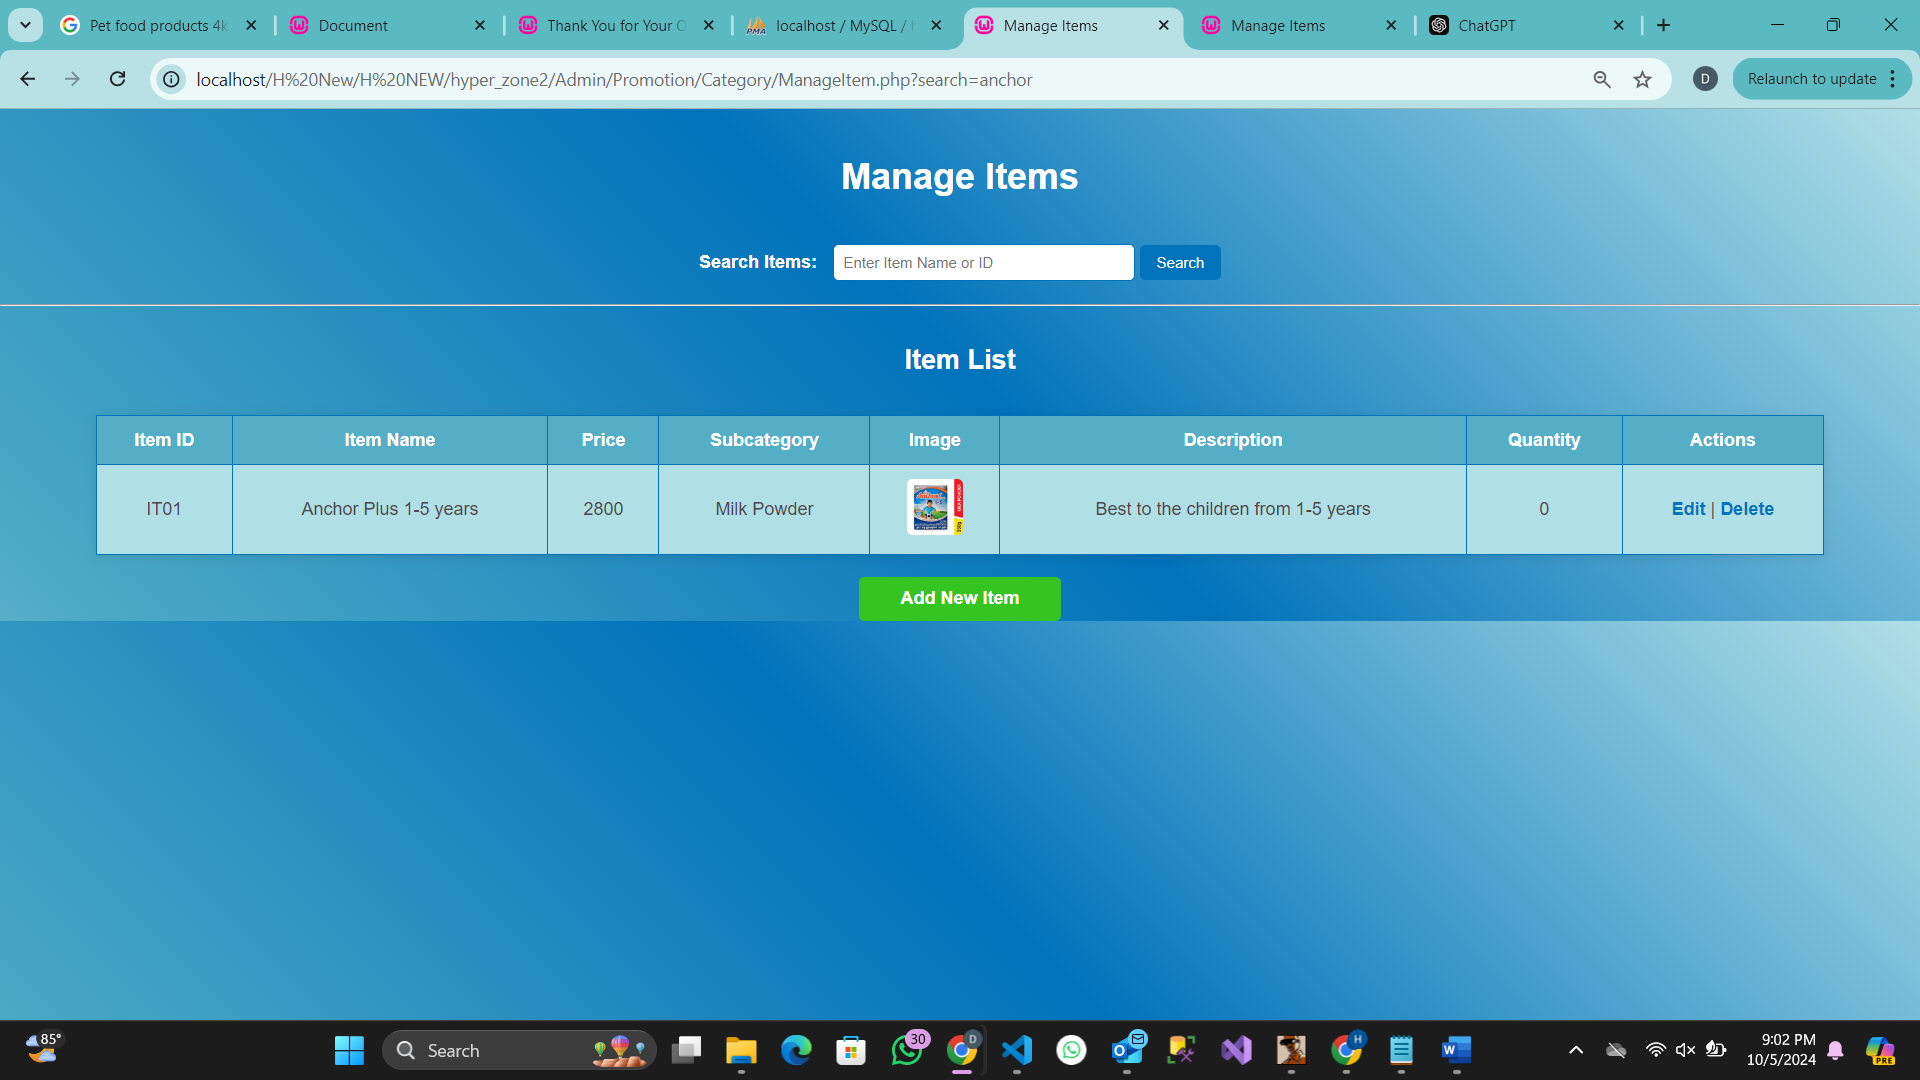 Pet food products 4k
Document
Thank You for Your O
localhost / MySQL /
Manage Items
Manage Items
ChatGPT
localhost/H%20New/H%20NEW/hyper_zone2/Admin/Promotion/Category/ManageItem.php?search=anchor
D
Relaunch to update
Manage Items
Search Items:
Enter Item Name or ID
Search
Item List
Item ID Item Name Price Subcategory Image Description Quantity Actions
IT01 Anchor Plus 1-5 years 2800 Milk Powder Best to the children from 1-5 years 0 Edit | Delete
Add New Item
85°
Search
30
D
H
9:02 PM
10/5/2024
PRE